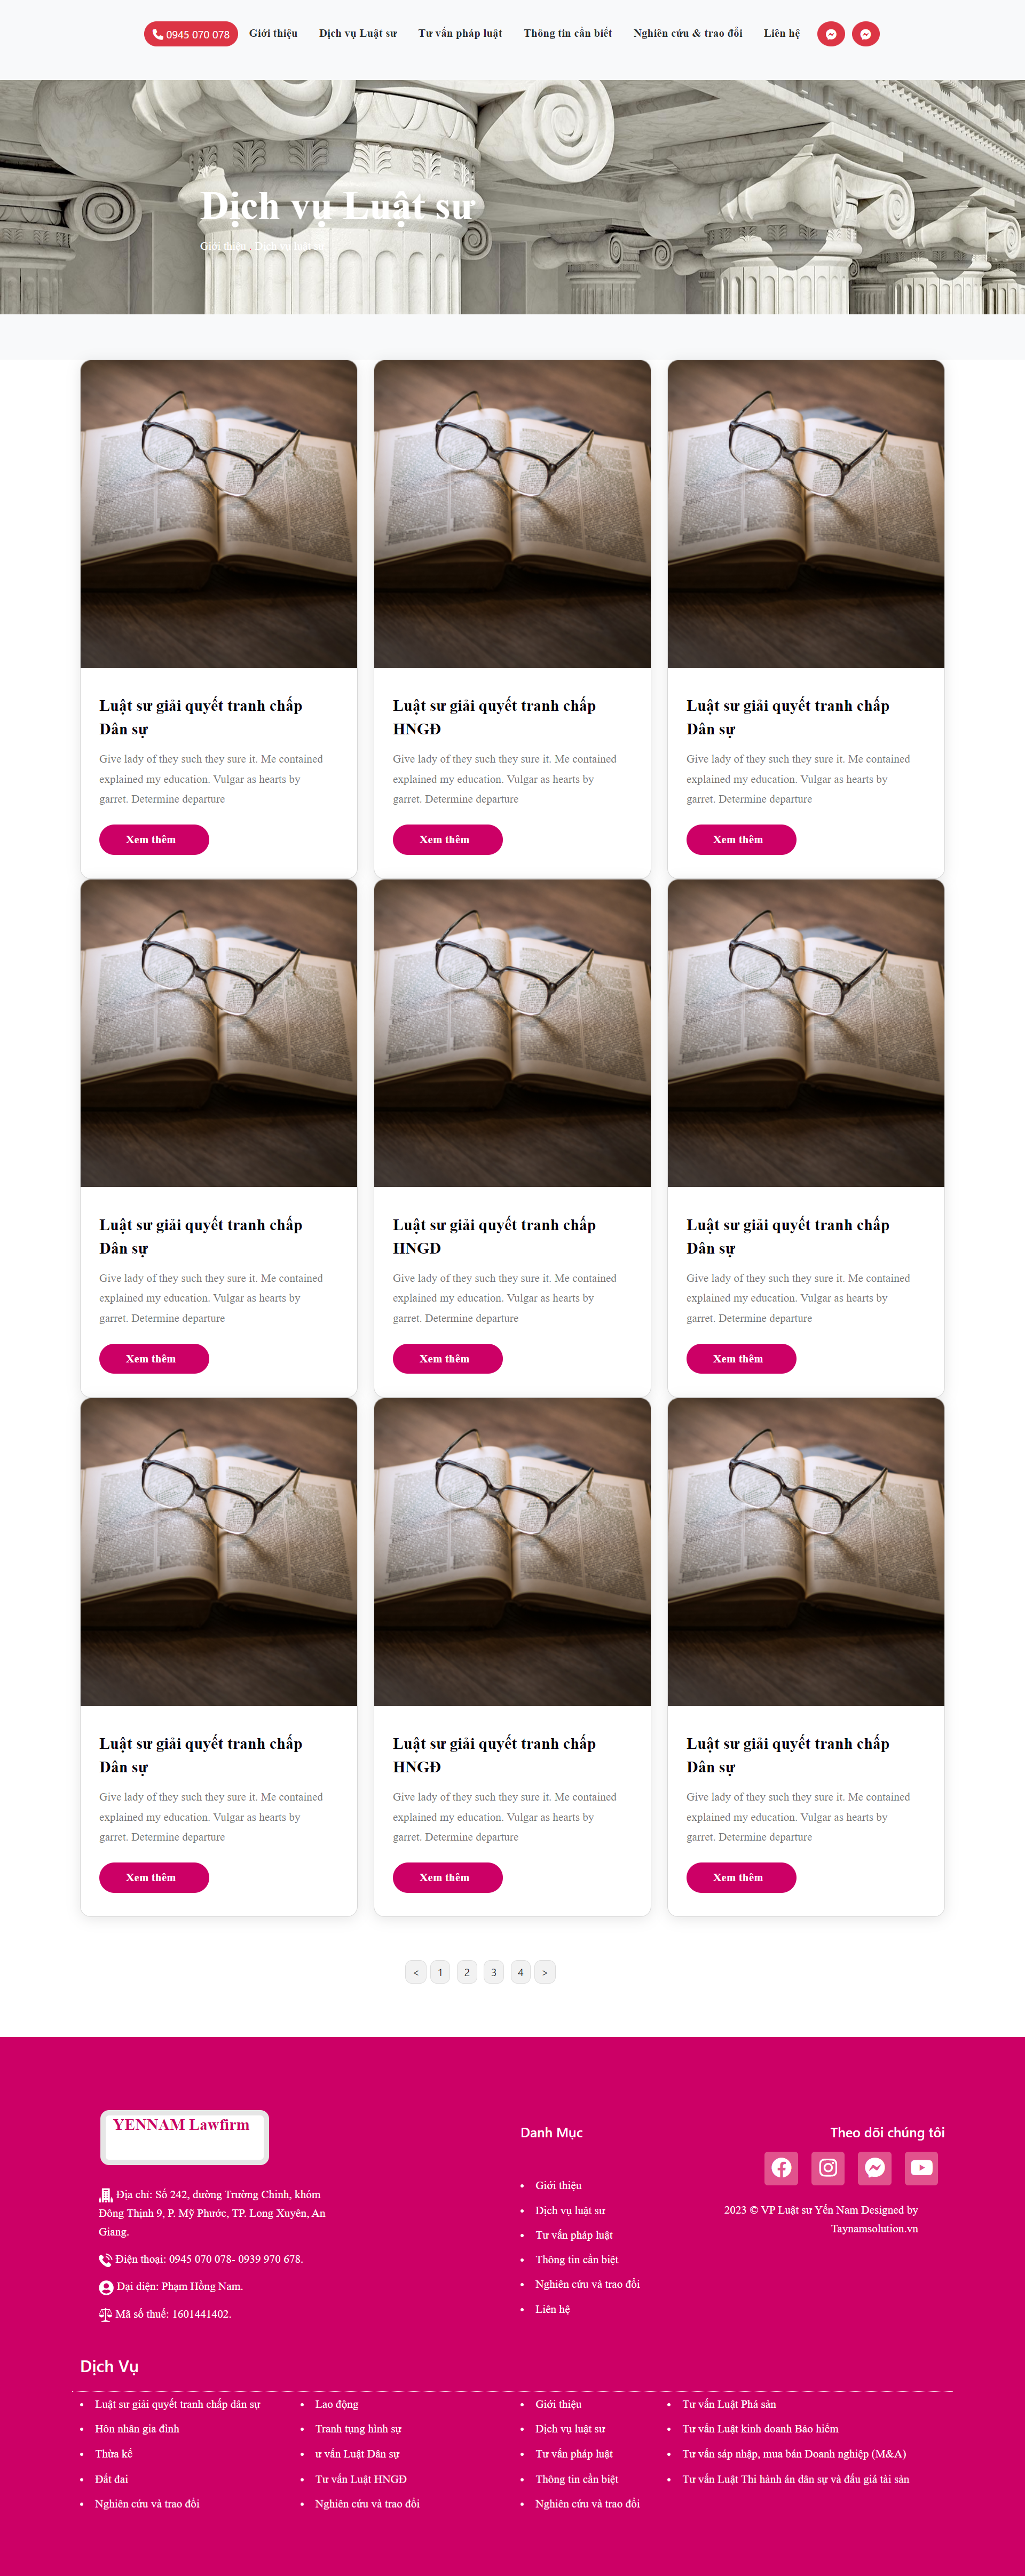 0945 070 078 Giới thiệu Dịch vụ Luật sư Tư vấn pháp luật Thông tin cần biết Nghiên cứu & trao đổi Liên hệ
Dịch vụ Luật sư
Giới thiệu
Luật sư giải quyết tranh chấp
Dân sự
Give lady of they such they sure it. Me contained
explained my education. Vulgar as hearts by
garret. Determine departure
Xem thêm
Luật sư giải quyết tranh chấp
HNGĐ
Give lady of they such they sure it. Me contained
explained my education. Vulgar as hearts by
garret. Determine departure
Xem thêm
Luật sư giải quyết tranh chấp
Dân sự
Give lady of they such they sure it. Me contained
explained my education. Vulgar as hearts by
garret. Determine departure
Xem thêm
Luật sư giải quyết tranh chấp
Dân sự
Give lady of they such they sure it. Me contained
explained my education. Vulgar as hearts by
garret. Determine departure
Xem thêm
Luật sư giải quyết tranh chấp
HNGĐ
Give lady of they such they sure it. Me contained
explained my education. Vulgar as hearts by
garret. Determine departure
Xem thêm
Luật sư giải quyết tranh chấp
Dân sự
Give lady of they such they sure it. Me contained
explained my education. Vulgar as hearts by
garret. Determine departure
Xem thêm
Luật sư giải quyết tranh chấp
Dân sự
Give lady of they such they sure it. Me contained
explained my education. Vulgar as hearts by
garret. Determine departure
Xem thêm
Luật sư giải quyết tranh chấp
HNGĐ
Give lady of they such they sure it. Me contained
explained my education. Vulgar as hearts by
garret. Determine departure
Xem thêm
Luật sư giải quyết tranh chấp
Dân sự
Give lady of they such they sure it. Me contained
explained my education. Vulgar as hearts by
garret. Determine departure
Xem thêm
< 1 2 3 4 >
YENNAM Lawfirm
Địa chỉ: Số 242, đường Trường Chinh, khóm
Đông Thịnh 9, P. Mỹ Phước, TP. Long Xuyên, An
Giang.
Điện thoại: 0945 070 078- 0939 970 678.
Đại diện: Phạm Hồng Nam.
Mã số thuế: 1601441402.
Danh Mục
Giới thiệu
Dịch vụ luật sư
Tư vấn pháp luật
Thông tin cần biệt
Nghiên cứu và trao đổi
Liên hệ
Theo dõi chúng tôi
2023 © VP Luật sư Yến Nam Designed by
Taynamsolution.vn
Dịch Vụ
Luật sư giải quyết tranh chấp dân sự
Hôn nhân gia đình
Thừa kế
Đất đai
Nghiên cứu và trao đổi
Lao động
Tranh tụng hình sự
ư vấn Luật Dân sự
Tư vấn Luật HNGĐ
Nghiên cứu và trao đổi
Giới thiệu
Dịch vụ luật sư
Tư vấn pháp luật
Thông tin cần biệt
Nghiên cứu và trao đổi
Tư vấn Luật Phá sản
Tư vấn Luật kinh doanh Bảo hiểm
Tư vấn sáp nhập, mua bán Doanh nghiệp (M&A)
Tư vấn Luật Thi hành án dân sự và đấu giá tài sản